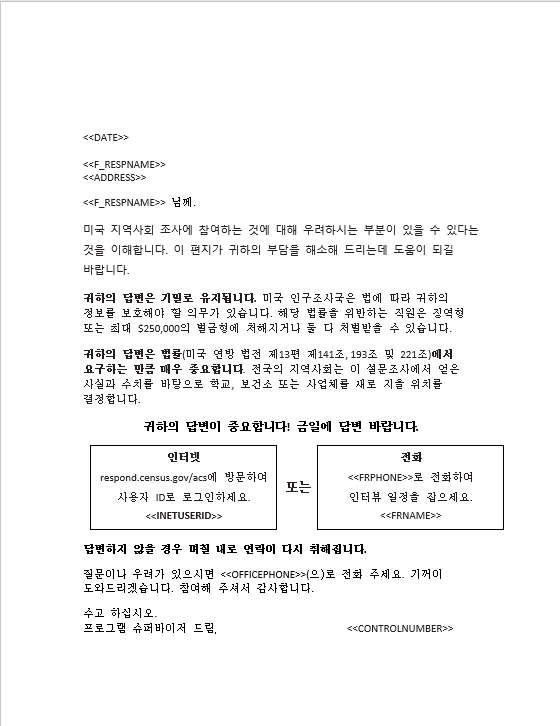 <<DATE>>
<<F_RESPNAME>>
<<ADDRESS>>
<<F_RESPNAME>> 님께.
미국 지역사회 조사에 참여하는 것에 대해 우려하시는 부분이 있을 수 있다는
것을 이해합니다. 이 편지가 귀하의 부담을 해소해 드리는데 도움이 되길
바랍니다.
귀하의 답변은 기밀로 유지됩니다. 미국 인구조사국은 법에 따라 귀하의
정보를 보호해야 할 의무가 있습니다. 해당 법률을 위반하는 직원은 징역형
또는 최대 $250,000의 벌금형에 처해지거나 둘 다 처벌받을 수 있습니다.
귀하의 답변은 법률(미국 연방 법전 제13편 제141조, 193조 및 221조)에서
요구하는 만큼 매우 중요합니다. 전국의 지역사회는 이 설문조사에서 얻은
사실과 수치를 바탕으로 학교, 보건소 또는 사업체를 새로 지을 위치를
결정합니다.
귀하의 답변이 중요합니다! 금일에 답변 바랍니다.
인터넷
respond.census.gov/acs에 방문하여
사용자 ID로 로그인하세요.
<<INETUSERID>>
또는
전화
<<FRPHONE>>로 전화하여
인터뷰 일정을 잡으세요.
<<FRNAME>>
답변하지 않을 경우 며칠 내로 연락이 다시 취해집니다.
질문이나 우려가 있으시면 <<OFFICEPHONE>>(으)로 전화 주세요. 기꺼이
도와드리겠습니다. 참여해 주셔서 감사합니다.
수고 하십시오.
프로그램 슈퍼바이저 드림, <<CONTROLNUMBER>>